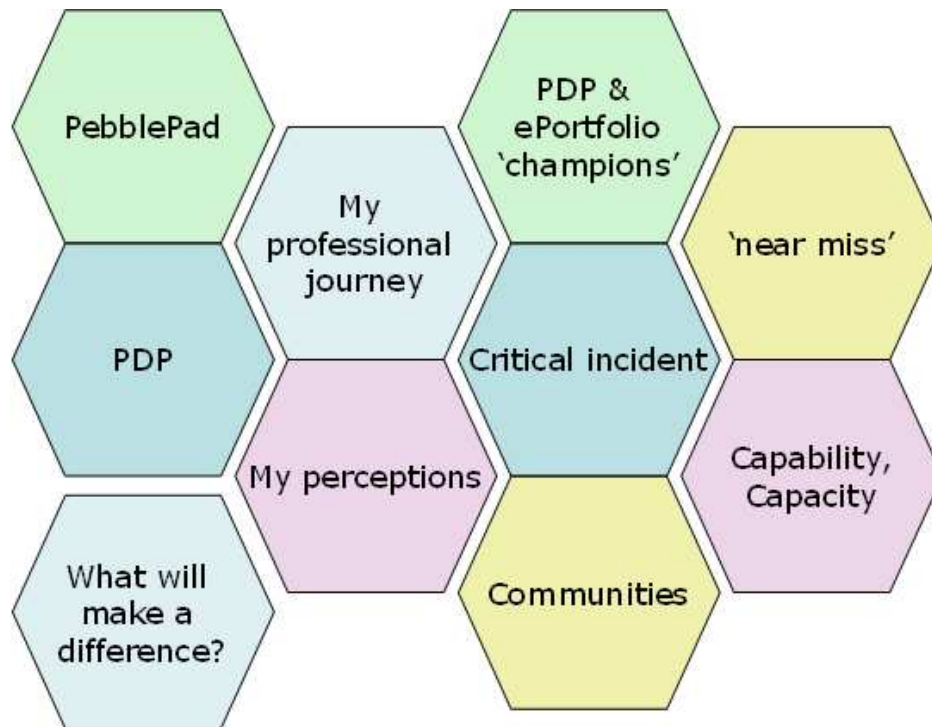 PebblePad
PDP &
ePortfolio
‘champions’
My
professional
journey
‘near miss’
PDP
Critical incident
My perceptions
Capability,
Capacity
What will
make a
difference?
Communities